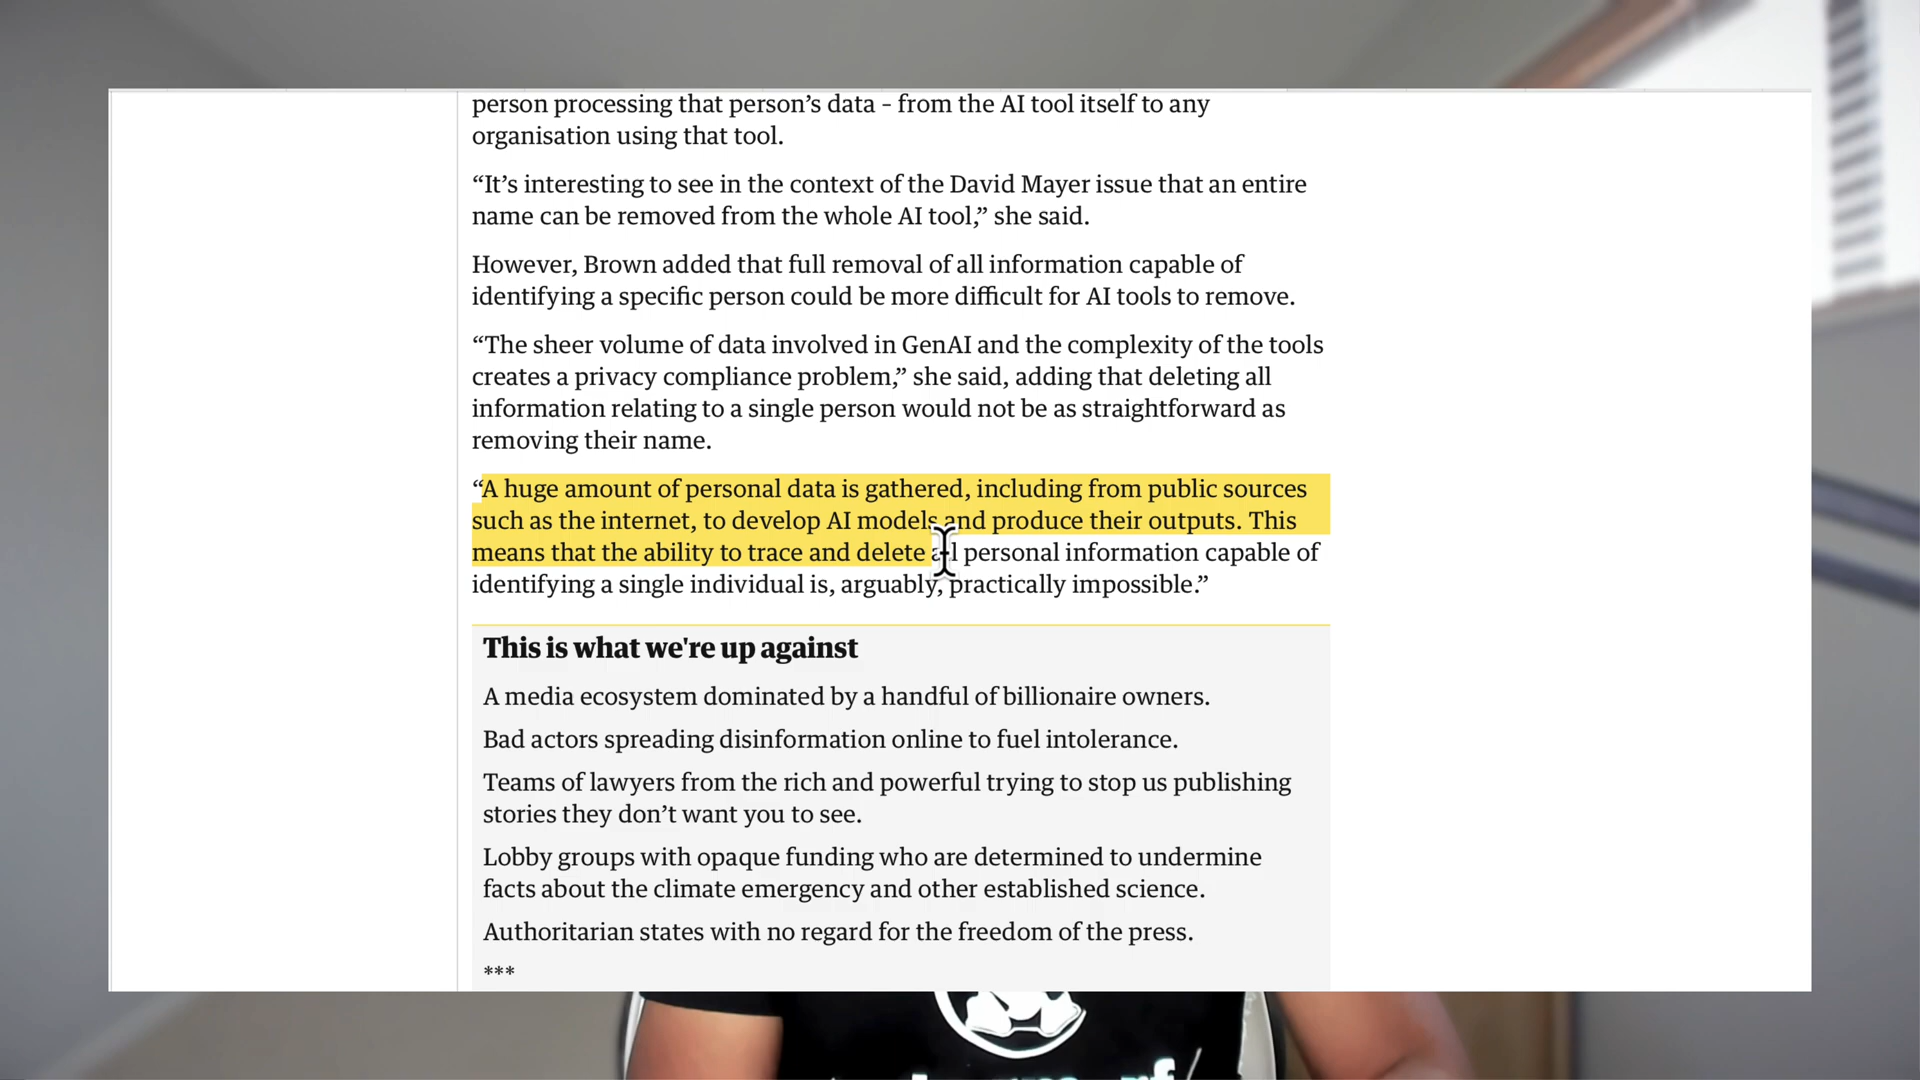 person processing that person’s data – from the AI tool itself to any
organisation using that tool.
“It’s interesting to see in the context of the David Mayer issue that an entire
name can be removed from the whole AI tool,” she said.
However, Brown added that full removal of all information capable of
identifying a specific person could be more difficult for AI tools to remove.
“The sheer volume of data involved in GenAI and the complexity of the tools
creates a privacy compliance problem,” she said, adding that deleting all
information relating to a single person would not be as straightforward as
removing their name.
“A huge amount of personal data is gathered, including from public sources
such as the internet, to develop AI models and produce their outputs. This
means that the ability to trace and delete all personal information capable of
identifying a single individual is, arguably, practically impossible.”
This is what we're up against
A media ecosystem dominated by a handful of billionaire owners.
Bad actors spreading disinformation online to fuel intolerance.
Teams of lawyers from the rich and powerful trying to stop us publishing
stories they don’t want you to see.
Lobby groups with opaque funding who are determined to undermine
facts about the climate emergency and other established science.
Authoritarian states with no regard for the freedom of the press.
***